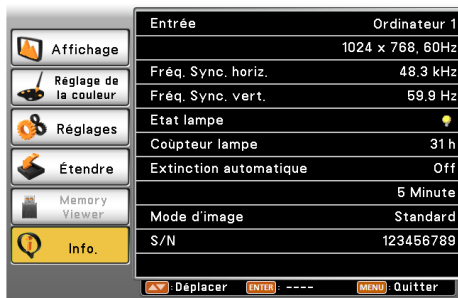 Affichage
Réglage de
la couleur
Réglages
Étendre
Memory
Viewer
Info.
Entrée Ordinateur 1
1024 x 768, 60Hz
Fréq. Sync. horiz. 48.3 kHz
Fréq. Sync. vert. 59.9 Hz
Etat lampe
Coùpteur lampe 31 h
Extinction automatique Off
5 Minute
Mode d'image Standard
S/N 123456789
:Déplacer ENTER : ---- MENU :Quitter